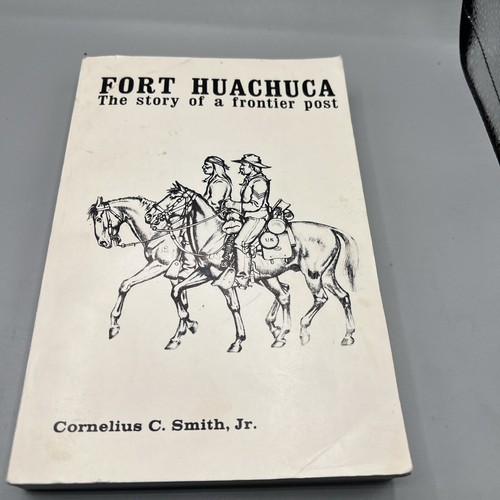 FORT HUACHUCA
The story of a frontier post
Cornelius C. Smith, Jr.